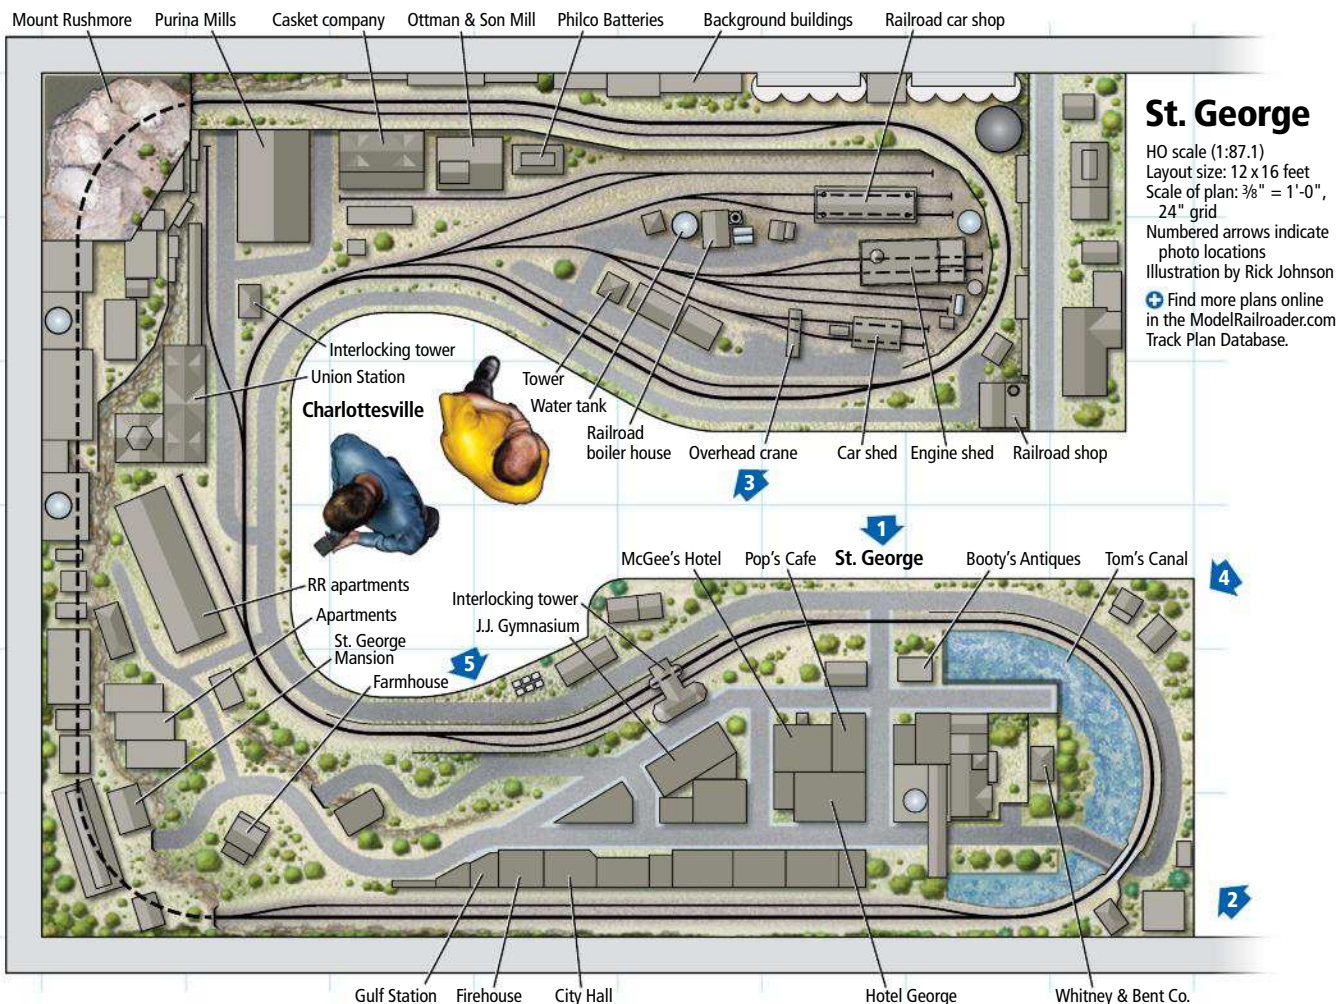 Mount Rushmore
Purina Mills
Casket company
Ottman & Son Mill
Philco Batteries
Background buildings
Railroad car shop
St. George
HO scale (1:87.1)
Layout size: 12 x 16 feet
Scale of plan: ⅜" = 1'-0",
24" grid
Numbered arrows indicate
photo locations
Illustration by Rick Johnson
+ Find more plans online
in the ModelRailroader.com
Track Plan Database.
Interlocking tower
Union Station
Charlottesville
Tower
Water tank
Railroad
boiler house
Overhead crane
Car shed
Engine shed
Railroad shop
3
1
McGee's Hotel
Pop's Cafe
St. George
Booty's Antiques
Tom's Canal
4
RR apartments
Apartments
St. George
Mansion
Farmhouse
Interlocking tower
J.J. Gymnasium
5
2
Gulf Station
Firehouse
City Hall
Hotel George
Whitney & Bent Co.